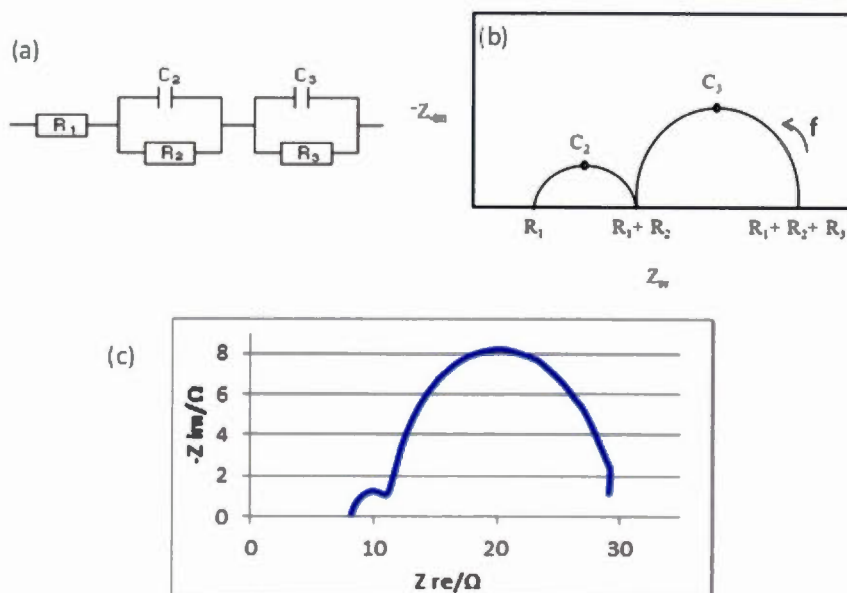 (a)
C₂
C₃
R₁
R₂
R₃
(b)
-Z
C₃
C₂
f
R₁
R₁ + R₂
R₁ + R₂ + R₃
Z
(c)
-Z im/Ω
8
6
4
2
0
0
10
20
30
Z re/Ω